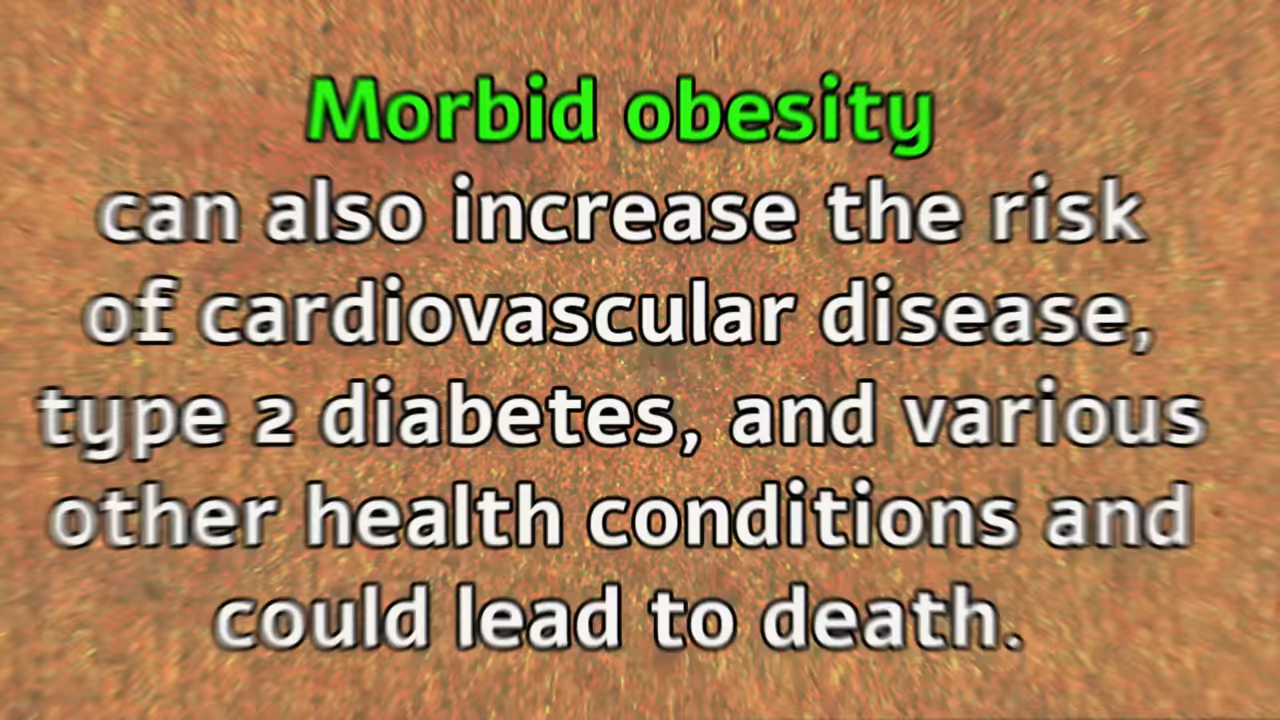 Morbid obesity
can also increase the risk
of cardiovascular disease,
type 2 diabetes, and various
other health conditions and
could lead to death.